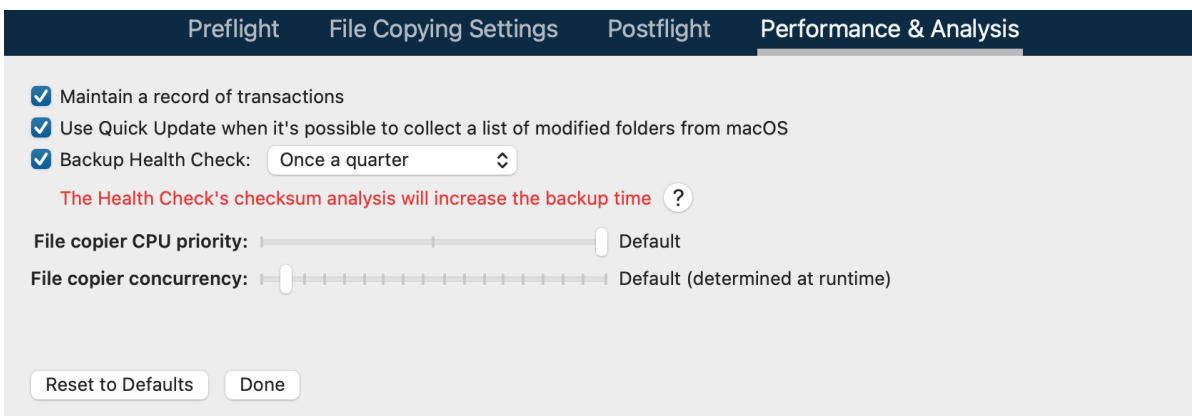 Preflight File Copying Settings Postflight Performance & Analysis
Maintain a record of transactions
Use Quick Update when it's possible to collect a list of modified folders from macOS
Backup Health Check: Once a quarter
The Health Check's checksum analysis will increase the backup time ?
File copier CPU priority: Default
File copier concurrency: Default (determined at runtime)
Reset to Defaults Done